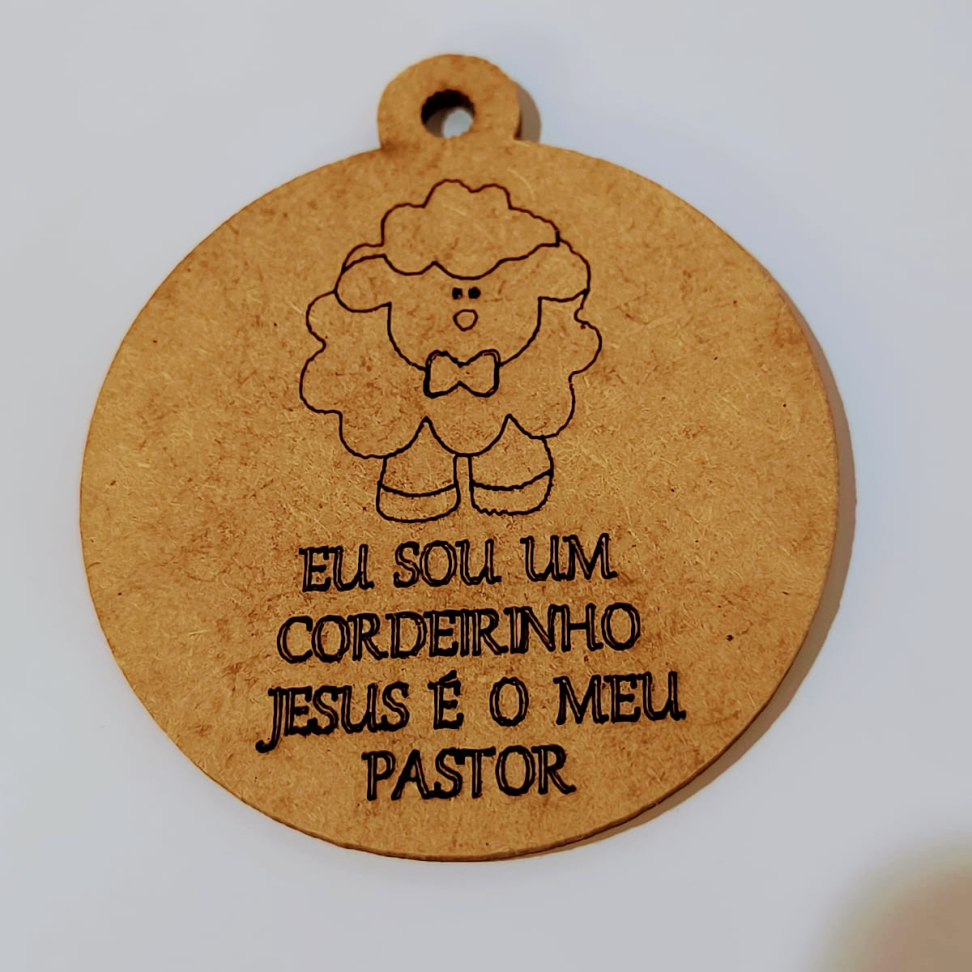 EU SOU UM
CORDEIRINHO
JESUS É O MEU
PASTOR